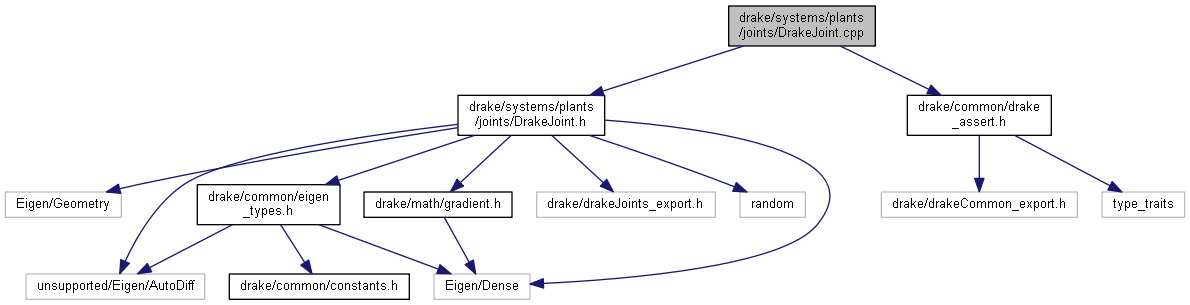 drake/systems/plants
/joints/DrakeJoint.cpp
drake/systems/plants
/joints/DrakeJoint.h
drake/common/drake
_assert.h
Eigen/Geometry
drake/common/eigen
_types.h
drake/math/gradient.h
drake/drakeJoints_export.h
random
drake/drakeCommon_export.h
type_traits
unsupported/Eigen/AutoDiff
drake/common/constants.h
Eigen/Dense